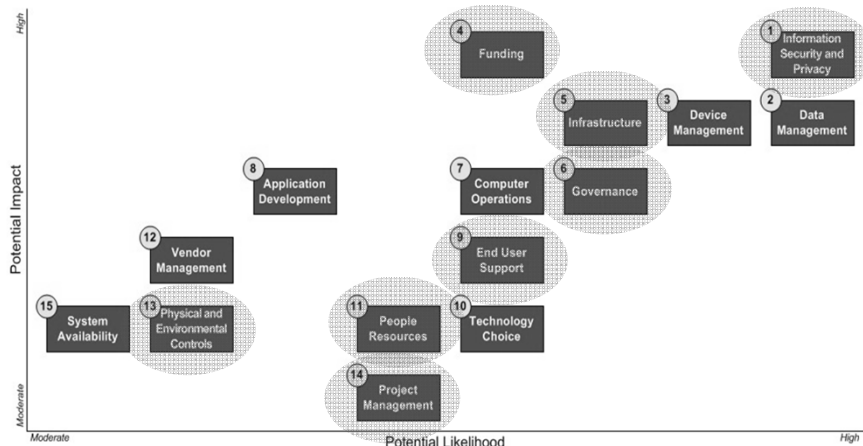 High
4
Funding
1
Information
Security and
Privacy
5
Infrastructure
3
Device
Management
2
Data
Management
8
Application
Development
7
Computer
Operations
6
Governance
Potential Impact
12
Vendor
Management
9
End User
Support
15
System
Availability
13
Physical and
Environmental
Controls
11
People
Resources
10
Technology
Choice
14
Project
Management
Moderate
Moderate
Potential Likelihood
High